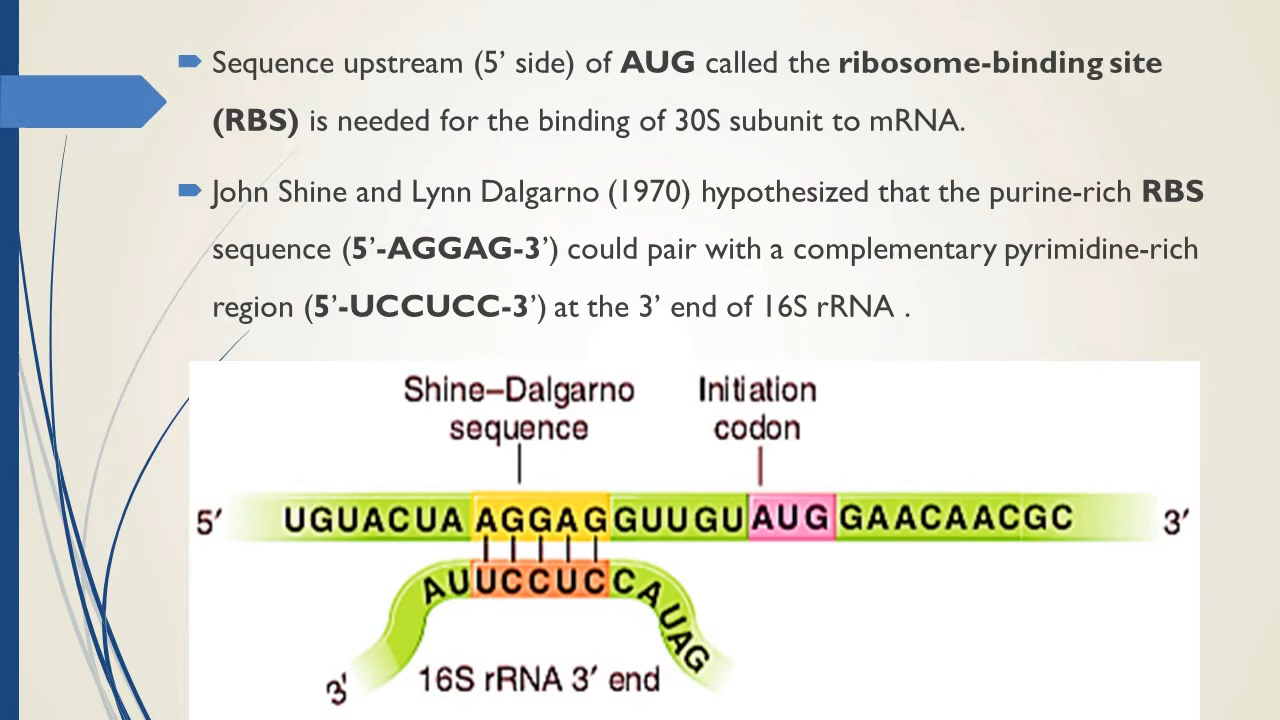 Sequence upstream (5’ side) of AUG called the ribosome-binding site
(RBS) is needed for the binding of 30S subunit to mRNA.
John Shine and Lynn Dalgarno (1970) hypothesized that the purine-rich RBS
sequence (5’-AGGAG-3’) could pair with a complementary pyrimidine-rich
region (5’-UCCUCC-3’) at the 3’ end of 16S rRNA .
Shine–Dalgarno
sequence
Initiation
codon
5′ UGUACUA AGGAG GUUGU AUG GAACAACGC 3′
AU UCCUC CAUAG
3′
16S rRNA 3′ end